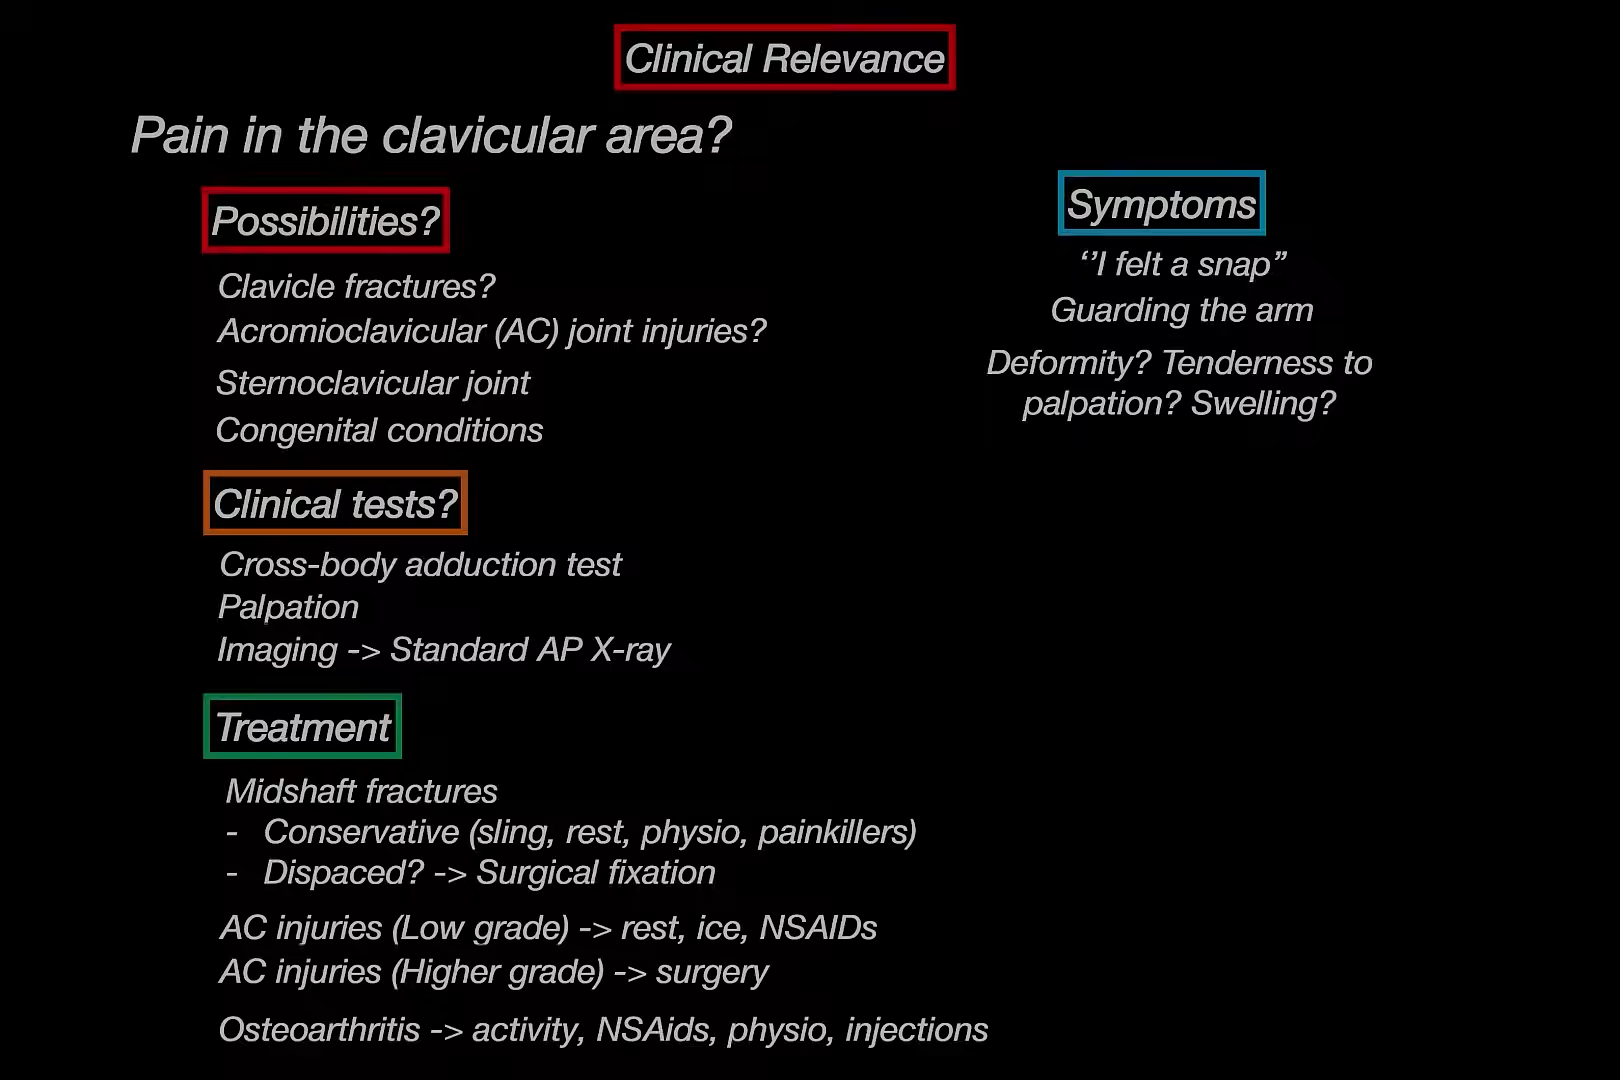 Clinical Relevance
Pain in the clavicular area?
Possibilities?
Clavicle fractures?
Acromioclavicular (AC) joint injuries?
Sternoclavicular joint
Congenital conditions
Clinical tests?
Cross-body adduction test
Palpation
Imaging -> Standard AP X-ray
Treatment
Midshaft fractures
- Conservative (sling, rest, physio, painkillers)
- Dispaced? -> Surgical fixation
AC injuries (Low grade) -> rest, ice, NSAIDs
AC injuries (Higher grade) -> surgery
Osteoarthritis -> activity, NSAids, physio, injections
Symptoms
‘’I felt a snap”
Guarding the arm
Deformity? Tenderness to
palpation? Swelling?